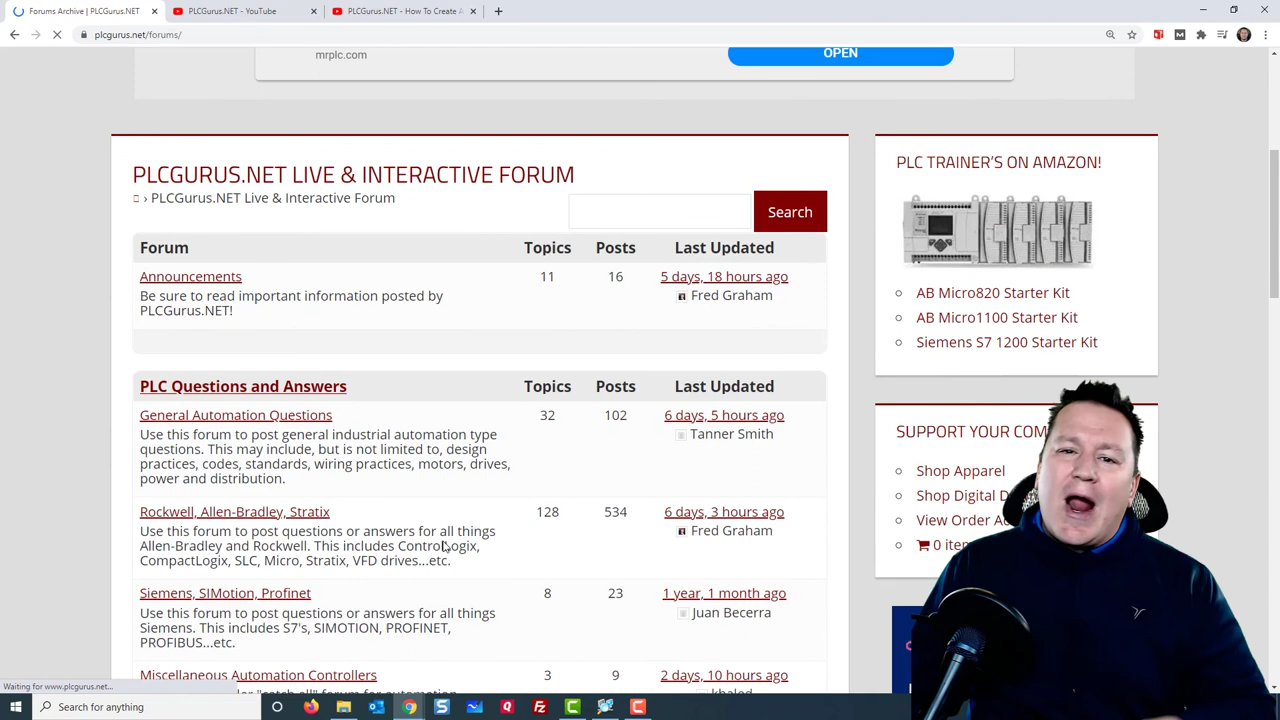 Forums Archive | PLCGURUS.NET
PLCGURUS.NET - YouTube
PLCGURUS.NET - How To Create A
plcgurus.net/forums/
mrplc.com
OPEN
PLCGURUS.NET LIVE & INTERACTIVE FORUM
› PLCGurus.NET Live & Interactive Forum
Search
Forum Topics Posts Last Updated
Announcements 11 16 5 days, 18 hours ago
Be sure to read important information posted by
PLCGurus.NET!
Fred Graham
PLC Questions and Answers Topics Posts Last Updated
General Automation Questions 32 102 6 days, 5 hours ago
Use this forum to post general industrial automation type
questions. This may include, but is not limited to, design
practices, codes, standards, wiring practices, motors, drives,
power and distribution.
Tanner Smith
Rockwell, Allen-Bradley, Stratix 128 534 6 days, 3 hours ago
Use this forum to post questions or answers for all things
Allen-Bradley and Rockwell. This includes ControlLogix,
CompactLogix, SLC, Micro, Stratix, VFD drives...etc.
Fred Graham
Siemens, SIMotion, Profinet 8 23 1 year, 1 month ago
Use this forum to post questions or answers for all things
Siemens. This includes S7's, SIMOTION, PROFINET,
PROFIBUS...etc.
Juan Becerra
Miscellaneous Automation Controllers 3 9 2 days, 10 hours ago
"catch all" forum for automation
khaled
PLC TRAINER'S ON AMAZON!
AB Micro820 Starter Kit
AB Micro1100 Starter Kit
Siemens S7 1200 Starter Kit
SUPPORT YOUR
Shop Apparel
Shop Digital
View Order
0
Waiting for www.plcgurus.net...
Search for anything